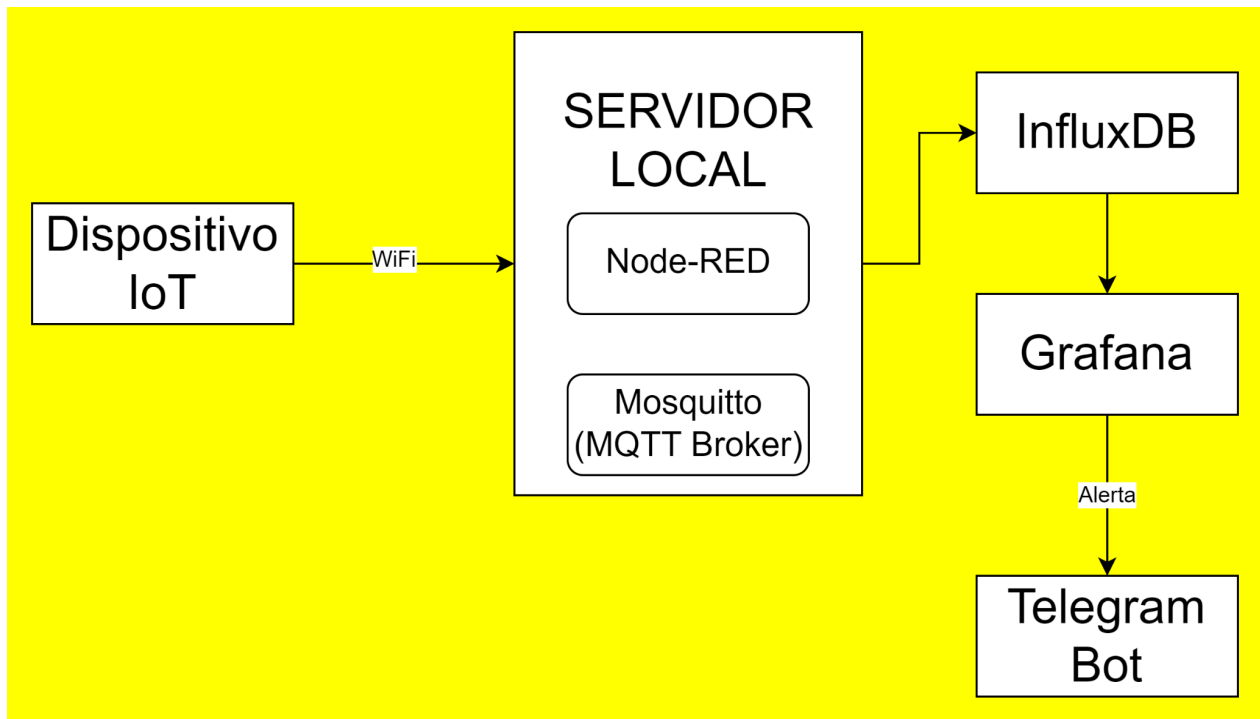 Dispositivo
IoT
WiFi
SERVIDOR
LOCAL
Node-RED
Mosquitto
(MQTT Broker)
InfluxDB
Grafana
Alerta
Telegram
Bot